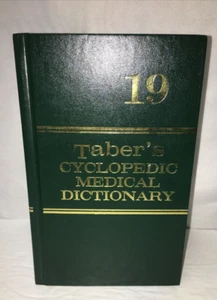 19
Taber's
CYCLOPEDIC
MEDICAL
DICTIONARY